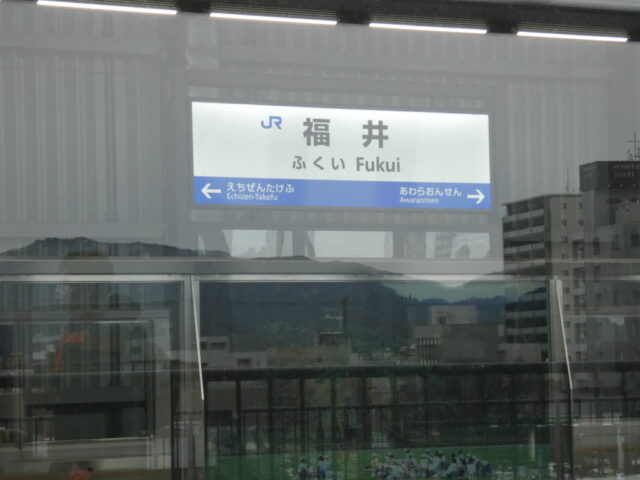 JR 福井
ふくい Fukui
← えちぜんたけふ
Echizen-Takefu
あわらおんせん →
Awaraonsen